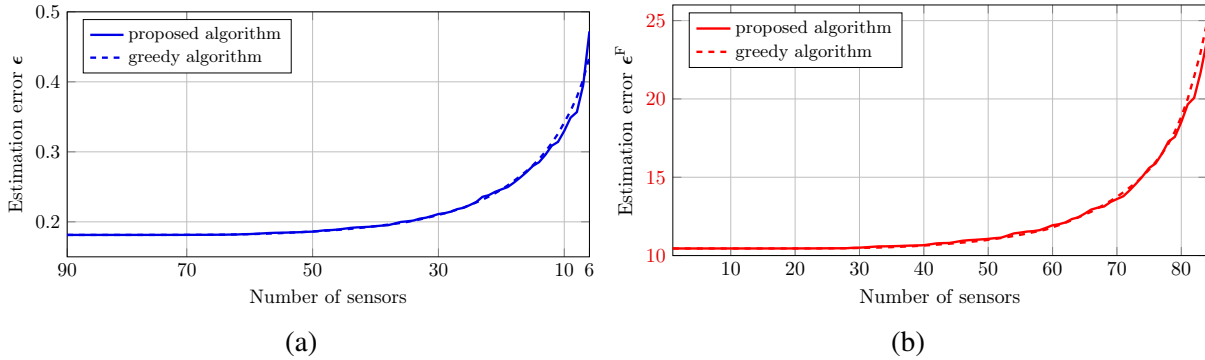 0.5
0.4
0.3
0.2
Estimation error ϵ
proposed algorithm
greedy algorithm
90
70
50
30
10
6
Number of sensors
(a)
25
20
15
10
Estimation error ϵ^F
proposed algorithm
greedy algorithm
10
20
30
40
50
60
70
80
Number of sensors
(b)